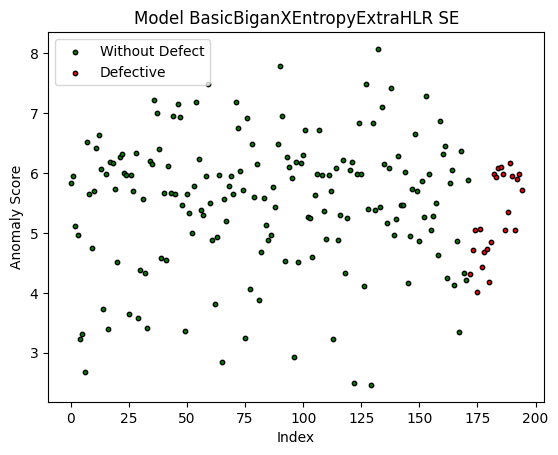 Model BasicBiganXEntropyExtraHLR SE
Without Defect
Defective
Anomaly Score
8
7
6
5
4
3
0 25 50 75 100 125 150 175 200
Index